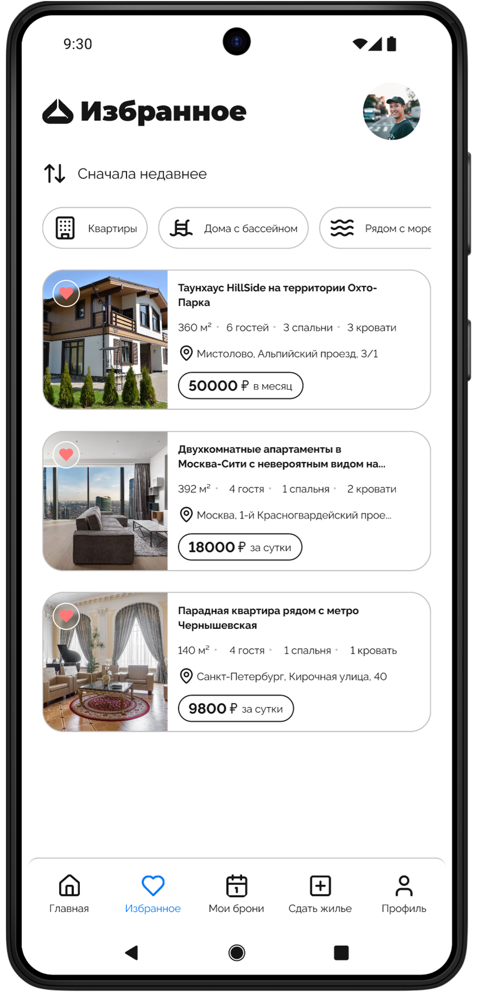 9:30
Избранное
Сначала недавнее
Квартиры Дома с бассейном Рядом с море
Таунхаус HillSide на территории Охто-
Парка
360 м² • 6 гостей • 3 спальни • 3 кровати
Мистолово, Альпийский проезд, 3/1
50000 ₽ в месяц
Двухкомнатные апартаменты в
Москва-Сити с невероятным видом на...
392 м² • 4 гостя • 1 спальня • 2 кровати
Москва, 1-й Красногвардейский прое...
18000 ₽ за сутки
Парадная квартира рядом с метро
Чернышевская
140 м² • 4 гостя • 1 спальня • 1 кровать
Санкт-Петербург, Кирочная улица, 40
9800 ₽ за сутки
1
Главная Избранное Мои брони Сдать жилье Профиль